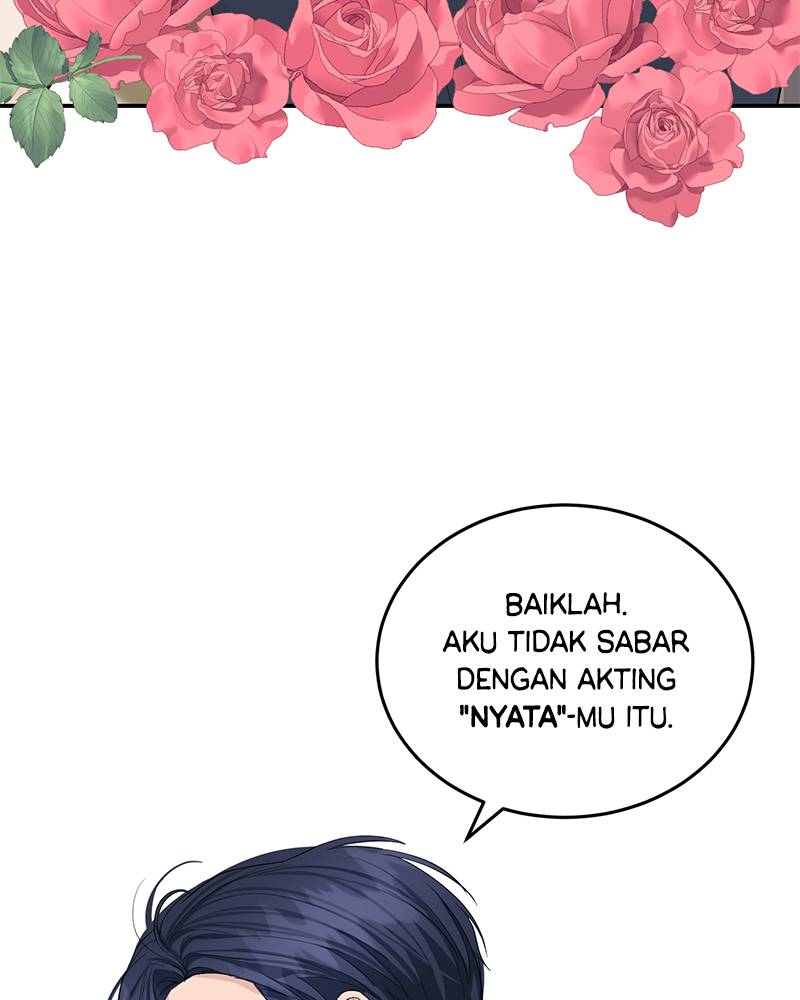 BAIKLAH.
AKU TIDAK SABAR
DENGAN AKTING
"NYATA"-MU ITU.